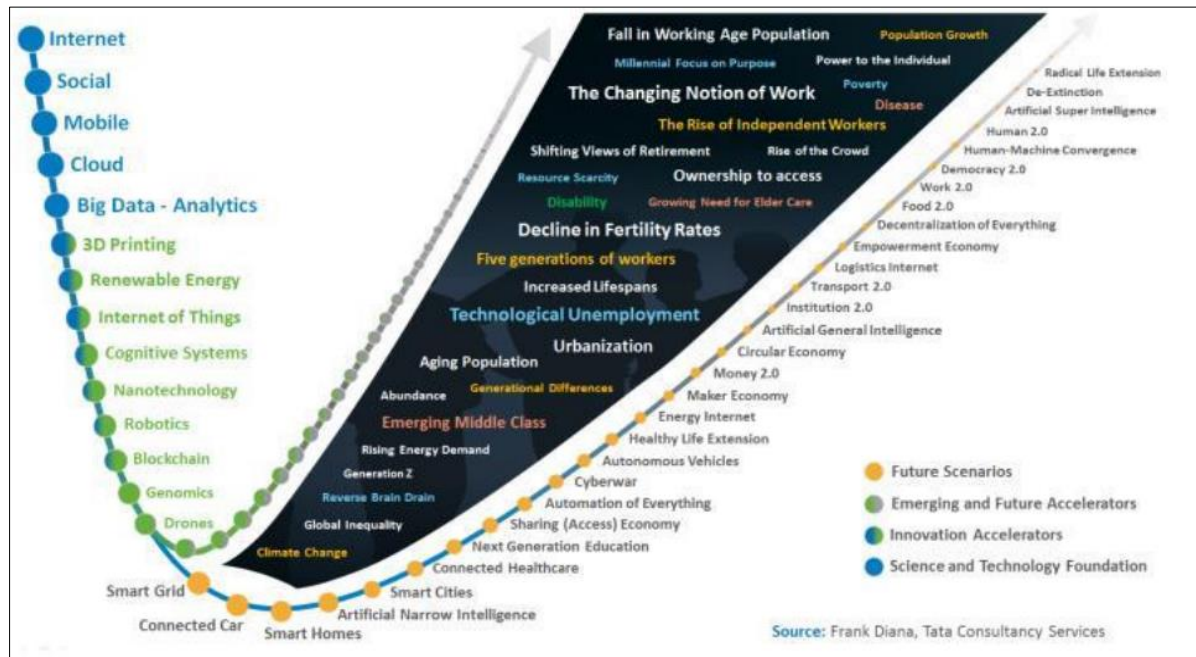 Internet
Social
Mobile
Cloud
Big Data - Analytics
3D Printing
Renewable Energy
Internet of Things
Cognitive Systems
Nanotechnology
Robotics
Blockchain
Genomics
Drones
Fall in Working Age Population
Population Growth
Millennial Focus on Purpose
Power to the Individual
The Changing Notion of Work
Poverty
Disease
The Rise of Independent Workers
Shifting Views of Retirement
Rise of the Crowd
Resource Scarcity
Ownership to access
Disability
Growing Need for Elder Care
Decline in Fertility Rates
Five generations of workers
Increased Lifespans
Technological Unemployment
Urbanization
Aging Population
Abundance
Generational Differences
Emerging Middle Class
Rising Energy Demand
Generation Z
Reverse Brain Drain
Global Inequality
Climate Change
Radical Life Extension
De-Extinction
Artificial Super Intelligence
Human 2.0
Human-Machine Convergence
Democracy 2.0
Work 2.0
Food 2.0
Decentralization of Everything
Empowerment Economy
Logistics Internet
Transport 2.0
Institution 2.0
Artificial General Intelligence
Circular Economy
Money 2.0
Maker Economy
Energy Internet
Healthy Life Extension
Autonomous Vehicles
Cyberwar
Automation of Everything
Sharing (Access) Economy
Next Generation Education
Connected Healthcare
Smart Cities
Artificial Narrow Intelligence
Smart Homes
Connected Car
Smart Grid
Future Scenarios
Emerging and Future Accelerators
Innovation Accelerators
Science and Technology Foundation
Source: Frank Diana, Tata Consultancy Services